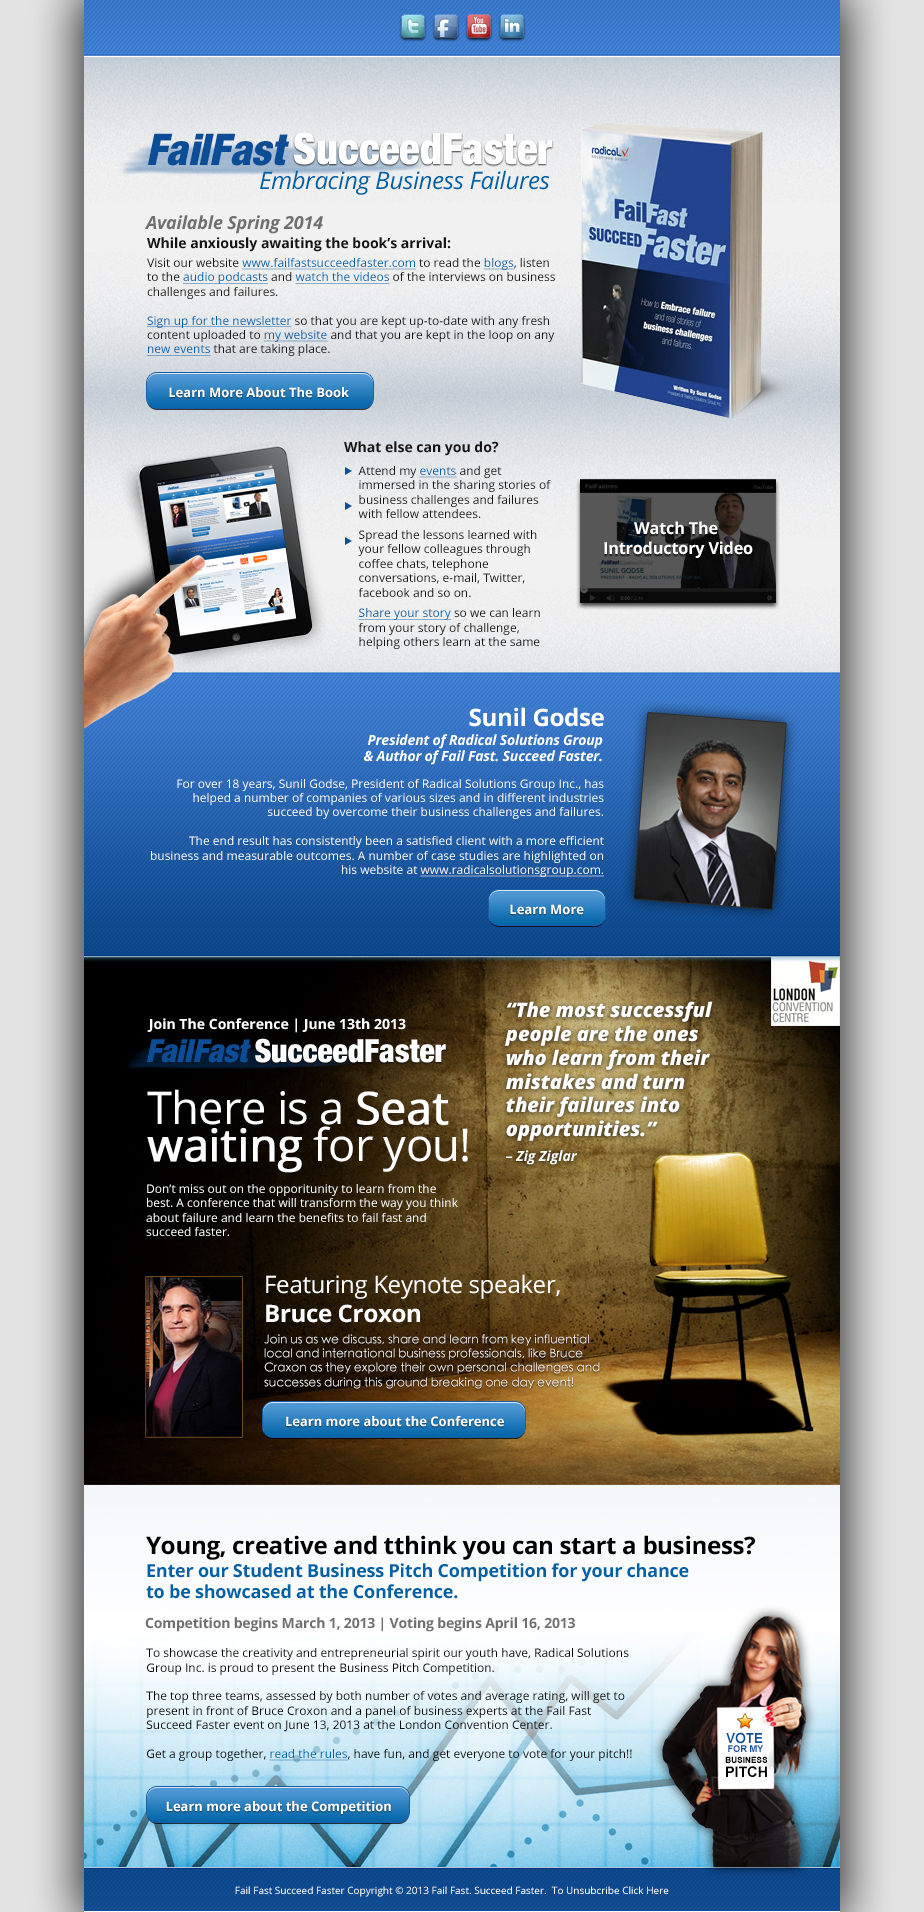 You
Tube
in
FailFast SucceedFaster
Embracing Business Failures
Available Spring 2014
While anxiously awaiting the book's arrival:
Visit our website www.failfastsucceedfaster.com to read the blogs, listen
to the audio podcasts and watch the videos of the interviews on business
challenges and failures.
Sign up for the newsletter so that you are kept up-to-date with any fresh
content uploaded to my website and that you are kept in the loop on any
new events that are taking place.
Learn More About The Book
radical
SOLUTIONS GROUP
FailFast
SUCCEED Faster
How to Embrace failure
and real stories of
business challenges
and failures.
Written By Sunil Godse
President of Radical Solutions Group Inc.
What else can you do?
Attend my events and get
immersed in the sharing stories of
business challenges and failures
with fellow attendees.
Spread the lessons learned with
your fellow colleagues through
coffee chats, telephone
conversations, e-mail, Twitter,
facebook and so on.
Share your story so we can learn
from your story of challenge,
helping others learn at the same
YouTube
Watch The
Introductory Video
SUNIL GODSE
PRESIDENT , RADICAL SOLUTIONS GROUP
Sunil Godse
President of Radical Solutions Group
& Author of Fail Fast. Succeed Faster.
For over 18 years, Sunil Godse, President of Radical Solutions Group Inc., has
helped a number of companies of various sizes and in different industries
succeed by overcome their business challenges and failures.
The end result has consistently been a satisfied client with a more efficient
business and measurable outcomes. A number of case studies are highlighted on
his website at www.radicalsolutionsgroup.com.
Learn More
LONDON
CONVENTION
CENTRE
Join The Conference | June 13th 2013
FailFast SucceedFaster
There is a Seat
waiting for you!
Don't miss out on the opportunity to learn from the
best. A conference that will transform the way you think
about failure and learn the benefits to fail fast and
succeed faster.
“The most successful
people are the ones
who learn from their
mistakes and turn
their failures into
opportunities.”
– Zig Ziglar
Featuring Keynote speaker,
Bruce Croxon
Join us as we discuss, share and learn from key influential
local and international business professionals, like Bruce
Craxon as they explore their own personal challenges and
successes during this ground breaking one day event!
Learn more about the Conference
Young, creative and tthink you can start a business?
Enter our Student Business Pitch Competition for your chance
to be showcased at the Conference.
Competition begins March 1, 2013 | Voting begins April 16, 2013
To showcase the creativity and entrepreneurial spirit our youth have, Radical Solutions
Group Inc. is proud to present the Business Pitch Competition.
The top three teams, assessed by both number of votes and average rating, will get to
present in front of Bruce Croxon and a panel of business experts at the Fail Fast
Succeed Faster event on June 13, 2013 at the London Convention Center.
Get a group together, read the rules, have fun, and get everyone to vote for your pitch!!
Learn more about the Competition
VOTE
FOR MY
BUSINESS
PITCH
Fail Fast Succeed Faster Copyright © 2013 Fail Fast. Succeed Faster. To Unsubcribe Click Here